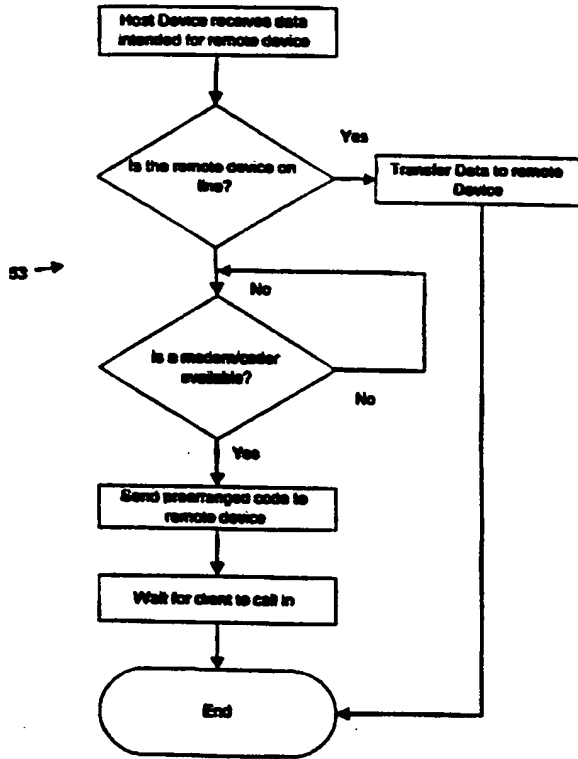 Host Device receives data
intended for remote device
Yes
Is the remote device on
line?
Transfer Data to remote
Device
53
No
Is a modem/coder
available?
No
Yes
Send prearranged code to
remote device
Wait for client to call in
End